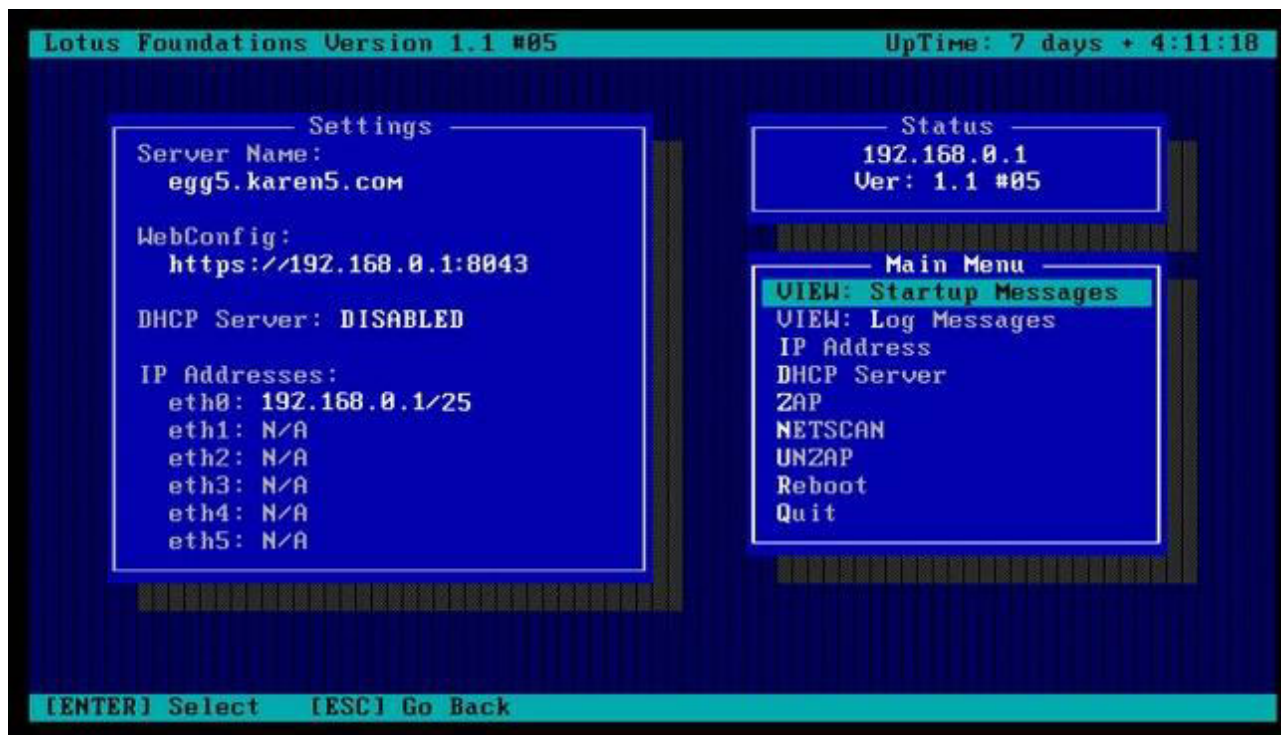 Lotus Foundations Version 1.1 #05 UpTime: 7 days + 4:11:18
Settings
Server Name:
egg5.karen5.com
WebConfig:
https://192.168.0.1:8043
DHCP Server: DISABLED
IP Addresses:
eth0: 192.168.0.1/25
eth1: N/A
eth2: N/A
eth3: N/A
eth4: N/A
eth5: N/A
Status
192.168.0.1
Ver: 1.1 #05
Main Menu
VIEW: Startup Messages
VIEW: Log Messages
IP Address
DHCP Server
ZAP
NETSCAN
UNZAP
Reboot
Quit
[ENTER] Select [ESC] Go Back